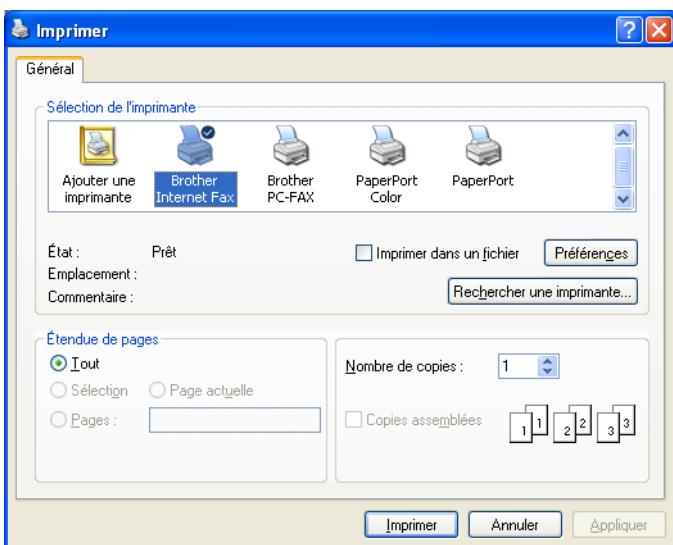 Imprimer
Général
Sélection de l'imprimante
Ajouter une
imprimante
Brother
Internet Fax
Brother
PC-FAX
PaperPort
Color
PaperPort
État : Prêt
Imprimer dans un fichier
Préférences
Emplacement :
Commentaire :
Rechercher une imprimante...
Étendue de pages
Tout
Sélection
Page actuelle
Pages :
Nombre de copies : 1
Copies assemblées
1 1 2 2 3 3
Imprimer
Annuler
Appliquer